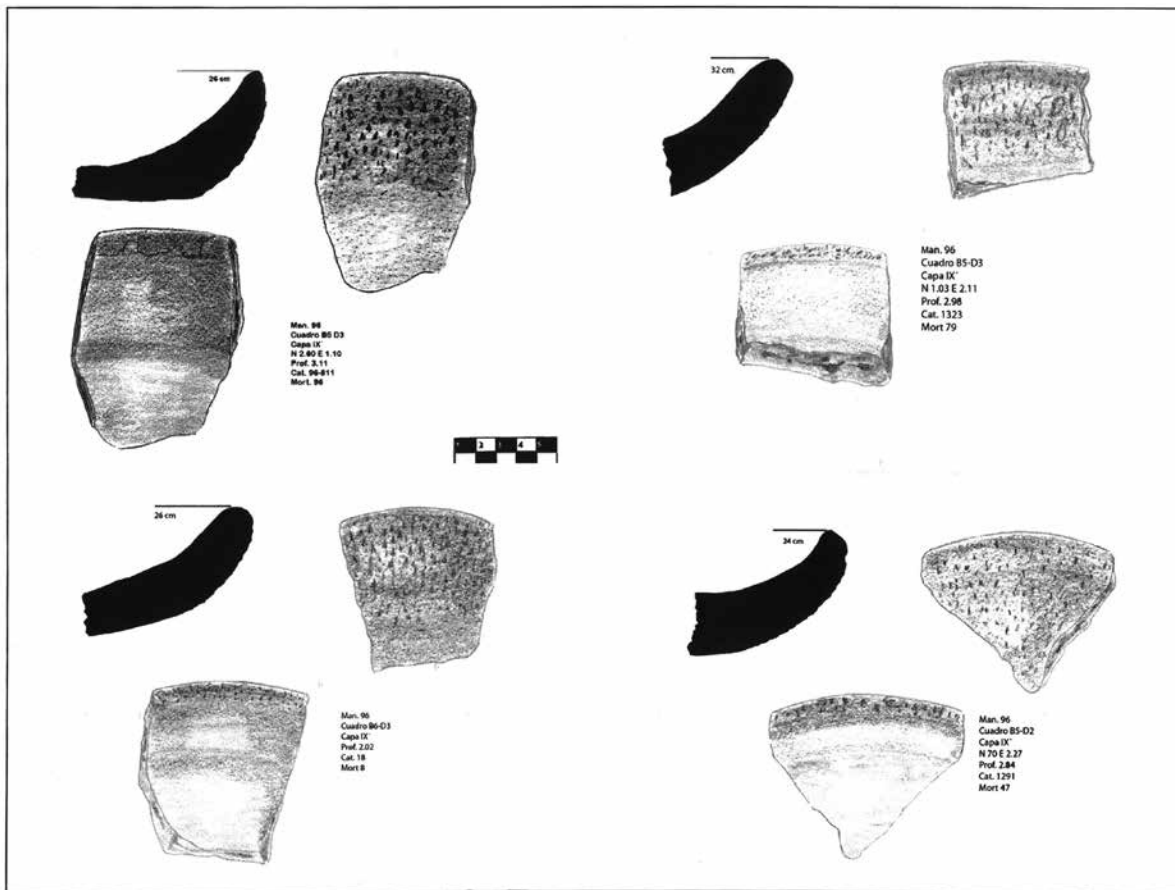 26 cm
Man. 96
Cuadro B5 D3
Capa IX´
N 2.60 E 1.10
Prof. 3.11
Cat. 96-811
Mort. 96
32 cm.
Man. 96
Cuadro B5-D3
Capa IX´
N 1.03 E 2.11
Prof. 2.98
Cat. 1323
Mort 79
1 2 3 4 5
26 cm
Man. 96
Cuadro B6-D3
Capa IX´
Prof. 2.02
Cat. 18
Mort 8
24 cm
Man. 96
Cuadro B5-D2
Capa IX´
N 70 E 2.27
Prof. 2.84
Cat. 1291
Mort 47